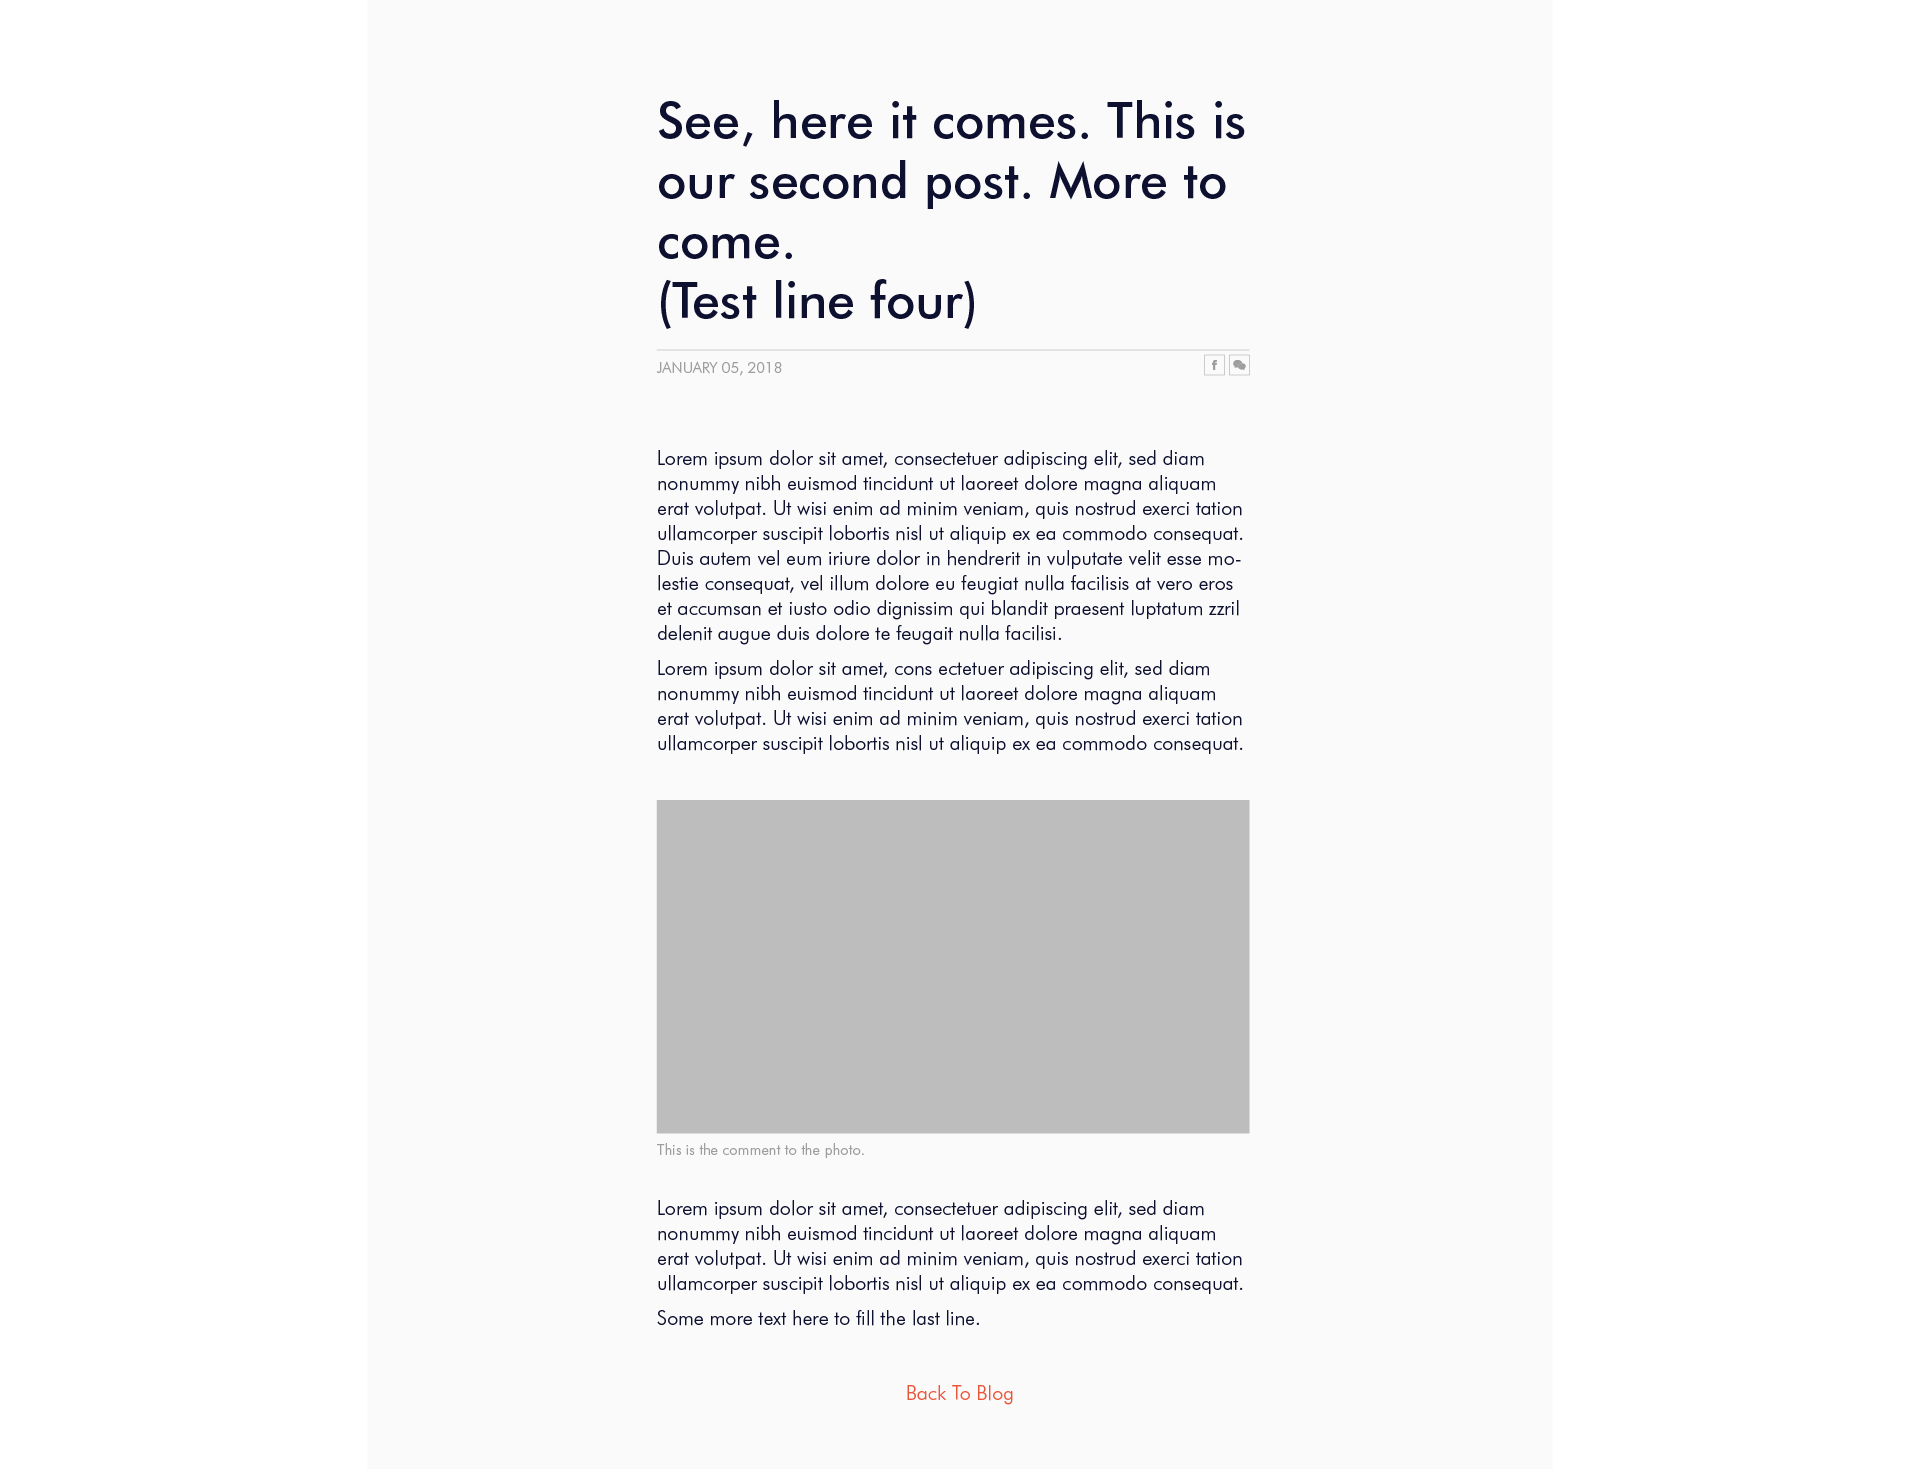 See, here it comes. This is
our second post. More to
come.
(Test line four)
JANUARY 05, 2018
Lorem ipsum dolor sit amet, consectetuer adipiscing elit, sed diam
nonummy nibh euismod tincidunt ut laoreet dolore magna aliquam
erat volutpat. Ut wisi enim ad minim veniam, quis nostrud exerci tation
ullamcorper suscipit lobortis nisl ut aliquip ex ea commodo consequat.
Duis autem vel eum iriure dolor in hendrerit in vulputate velit esse mo-
lestie consequat, vel illum dolore eu feugiat nulla facilisis at vero eros
et accumsan et iusto odio dignissim qui blandit praesent luptatum zzril
delenit augue duis dolore te feugait nulla facilisi.
Lorem ipsum dolor sit amet, cons ectetuer adipiscing elit, sed diam
nonummy nibh euismod tincidunt ut laoreet dolore magna aliquam
erat volutpat. Ut wisi enim ad minim veniam, quis nostrud exerci tation
ullamcorper suscipit lobortis nisl ut aliquip ex ea commodo consequat.
This is the comment to the photo.
Lorem ipsum dolor sit amet, consectetuer adipiscing elit, sed diam
nonummy nibh euismod tincidunt ut laoreet dolore magna aliquam
erat volutpat. Ut wisi enim ad minim veniam, quis nostrud exerci tation
ullamcorper suscipit lobortis nisl ut aliquip ex ea commodo consequat.
Some more text here to fill the last line.
Back To Blog